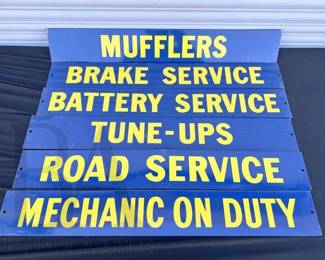 MUFFLERS
BRAKE SERVICE
BATTERY SERVICE
TUNE-UPS
ROAD SERVICE
MECHANIC ON DUTY